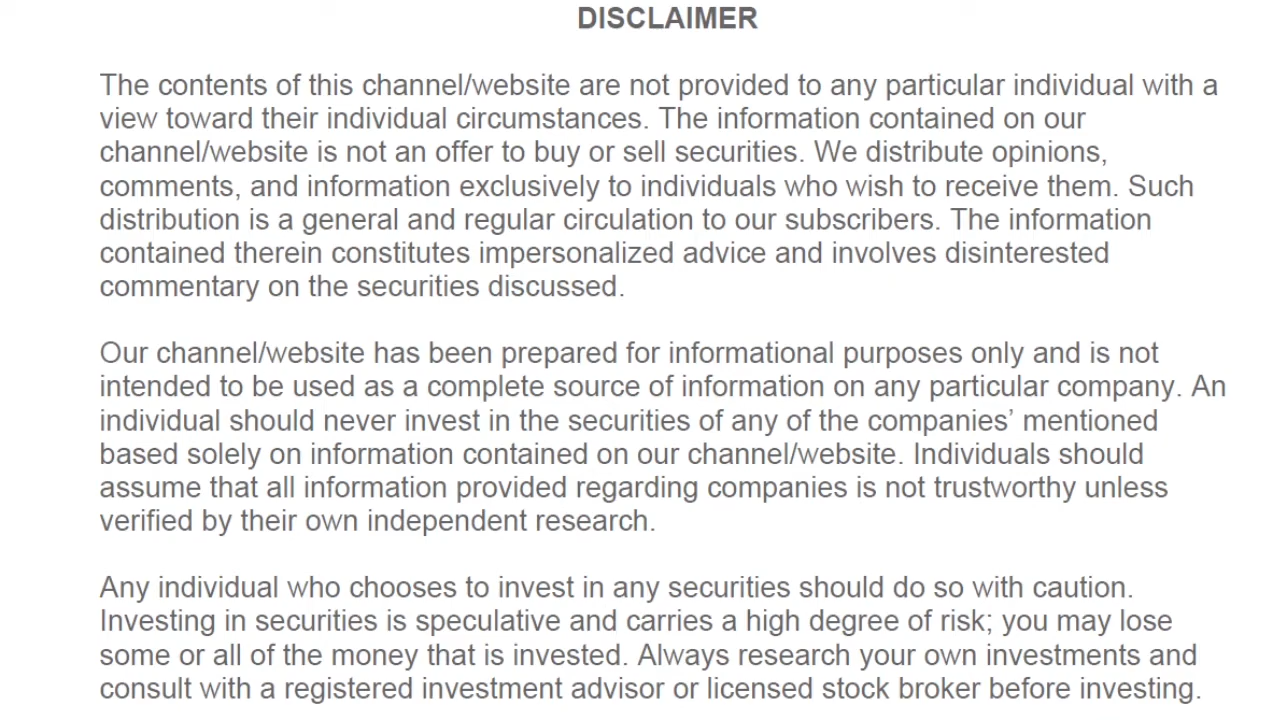 DISCLAIMER
The contents of this channel/website are not provided to any particular individual with a
view toward their individual circumstances. The information contained on our
channel/website is not an offer to buy or sell securities. We distribute opinions,
comments, and information exclusively to individuals who wish to receive them. Such
distribution is a general and regular circulation to our subscribers. The information
contained therein constitutes impersonalized advice and involves disinterested
commentary on the securities discussed.
Our channel/website has been prepared for informational purposes only and is not
intended to be used as a complete source of information on any particular company. An
individual should never invest in the securities of any of the companies’ mentioned
based solely on information contained on our channel/website. Individuals should
assume that all information provided regarding companies is not trustworthy unless
verified by their own independent research.
Any individual who chooses to invest in any securities should do so with caution.
Investing in securities is speculative and carries a high degree of risk; you may lose
some or all of the money that is invested. Always research your own investments and
consult with a registered investment advisor or licensed stock broker before investing.